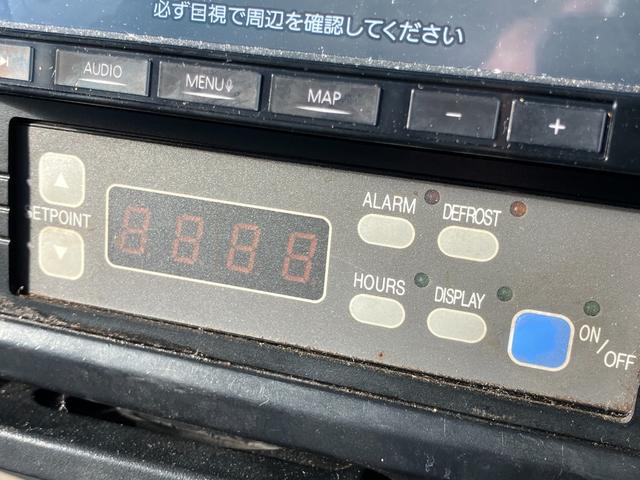 必ず目視で周辺を確認してください
AUDIO MENU MAP - +
ALARM DEFROST
SETPOINT 8888
HOURS DISPLAY
ON/OFF